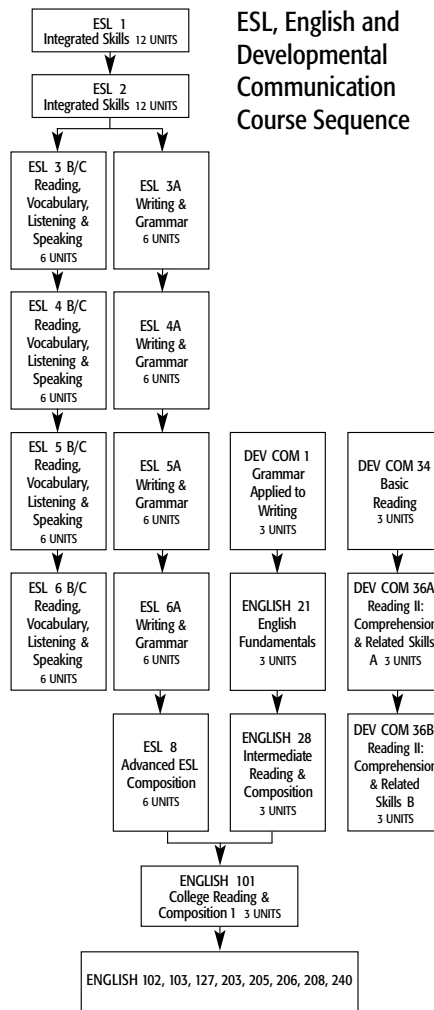 ESL, English and
Developmental
Communication
Course Sequence
ESL 1
Integrated Skills 12 UNITS
ESL 2
Integrated Skills 12 UNITS
ESL 3 B/C
Reading,
Vocabulary,
Listening &
Speaking
6 UNITS
ESL 3A
Writing &
Grammar
6 UNITS
ESL 4 B/C
Reading,
Vocabulary,
Listening &
Speaking
6 UNITS
ESL 4A
Writing &
Grammar
6 UNITS
ESL 5 B/C
Reading,
Vocabulary,
Listening &
Speaking
6 UNITS
ESL 5A
Writing &
Grammar
6 UNITS
DEV COM 1
Grammar
Applied to
Writing
3 UNITS
DEV COM 34
Basic
Reading
3 UNITS
ESL 6 B/C
Reading,
Vocabulary,
Listening &
Speaking
6 UNITS
ESL 6A
Writing &
Grammar
6 UNITS
ENGLISH 21
English
Fundamentals
3 UNITS
DEV COM 36A
Reading II:
Comprehension
& Related Skills
A 3 UNITS
ESL 8
Advanced ESL
Composition
6 UNITS
ENGLISH 28
Intermediate
Reading &
Composition
3 UNITS
DEV COM 36B
Reading II:
Comprehension
& Related
Skills B
3 UNITS
ENGLISH 101
College Reading &
Composition 1 3 UNITS
ENGLISH 102, 103, 127, 203, 205, 206, 208, 240